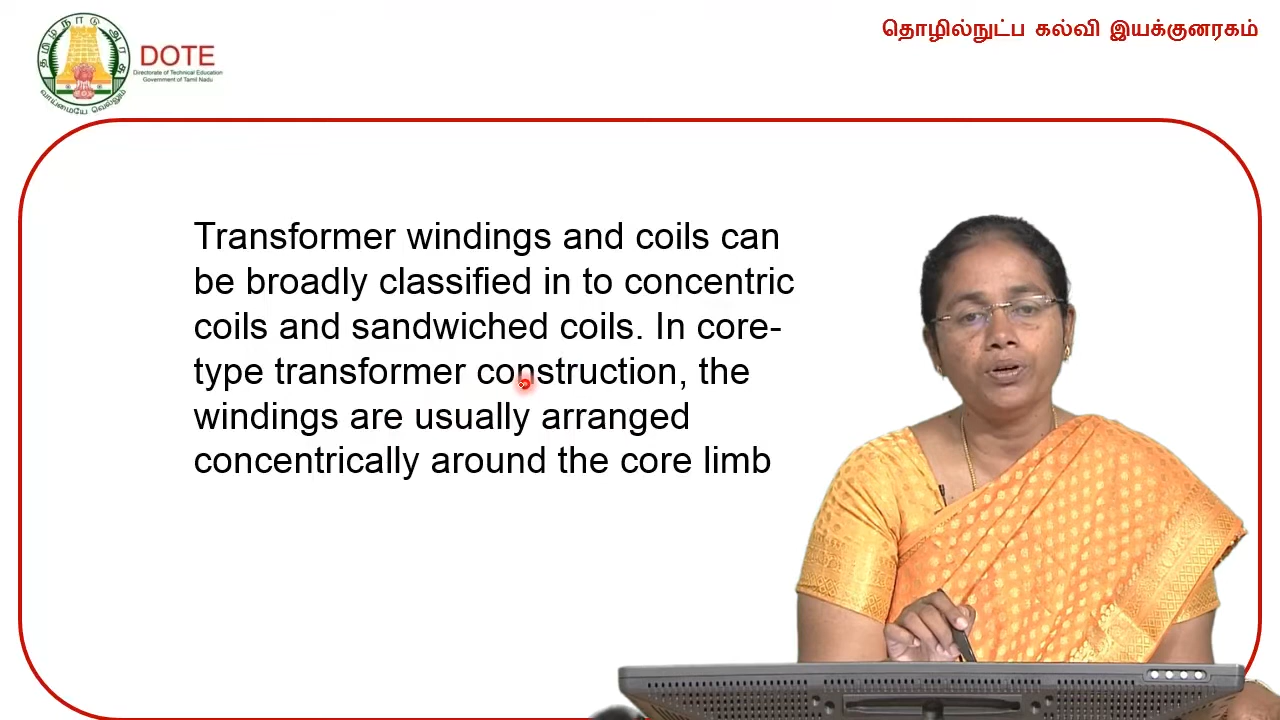 தமிழ்நாடு அரசு
வாய்மையே வெல்லும்
DOTE
Directorate of Technical Education
Government of Tamil Nadu
தொழில்நுட்ப கல்வி இயக்குனரகம்
Transformer windings and coils can
be broadly classified in to concentric
coils and sandwiched coils. In core-
type transformer construction, the
windings are usually arranged
concentrically around the core limb